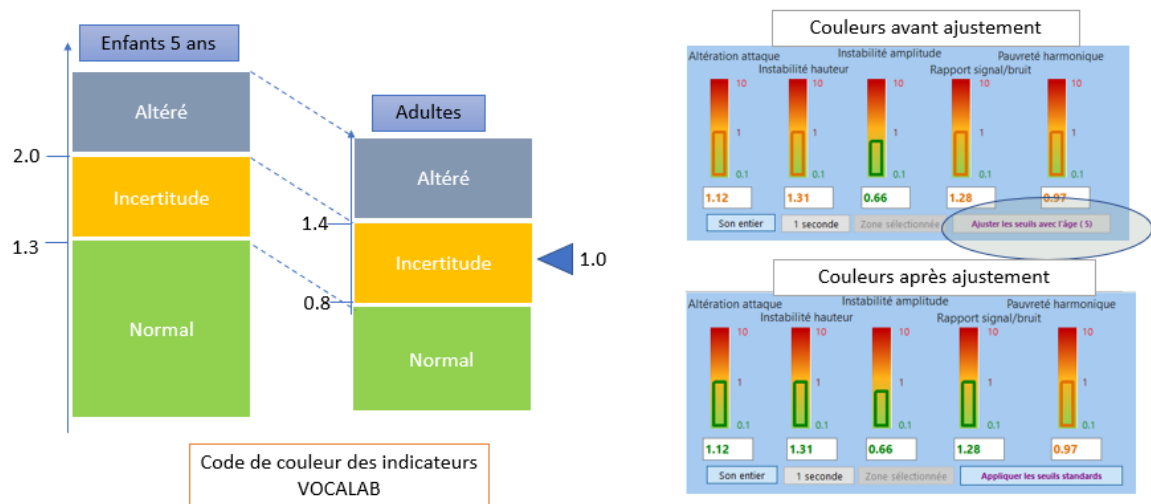 Enfants 5 ans
Altéré
2.0
Incertitude
1.3
Normal
Adultes
Altéré
1.4
Incertitude
1.0
0.8
Normal
Code de couleur des indicateurs
VOCALAB
Couleurs avant ajustement
Altération attaque
Instabilité hauteur
Instabilité amplitude
Rapport signal/bruit
Pauvreté harmonique
10 10 10 10 10
1 1 1 1 1
0.1 0.1 0.1 0.1 0.1
1.12 1.31 0.66 1.28 0.97
Son entier 1 seconde Zone sélectionnée Ajuster les seuils avec l'âge ( 5)
Couleurs après ajustement
Altération attaque
Instabilité hauteur
Instabilité amplitude
Rapport signal/bruit
Pauvreté harmonique
10 10 10 10 10
1 1 1 1 1
0.1 0.1 0.1 0.1 0.1
1.12 1.31 0.66 1.28 0.97
Son entier 1 seconde Zone sélectionnée Appliquer les seuils standards